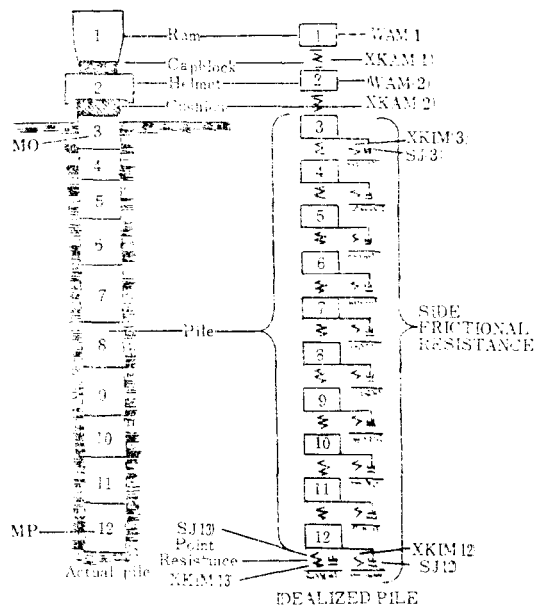 1 Ram 1 WAM 1
Capblock XKAM 1)
2 Helmet 2 WAM(2)
Cushion XKAM(2)
3 3
MO XKIM(3)
SJ(3)
4 4
5 5
6 6
7 7
Pile
8 8
SIDE
FRICTIONAL
RESISTANCE
9 9
10 10
11 11
MP 12 12
SJ(13)
Point
Resistance
XKIM(13)
XKIM(12)
SJ(12)
Actual pile
IDEALIZED PILE